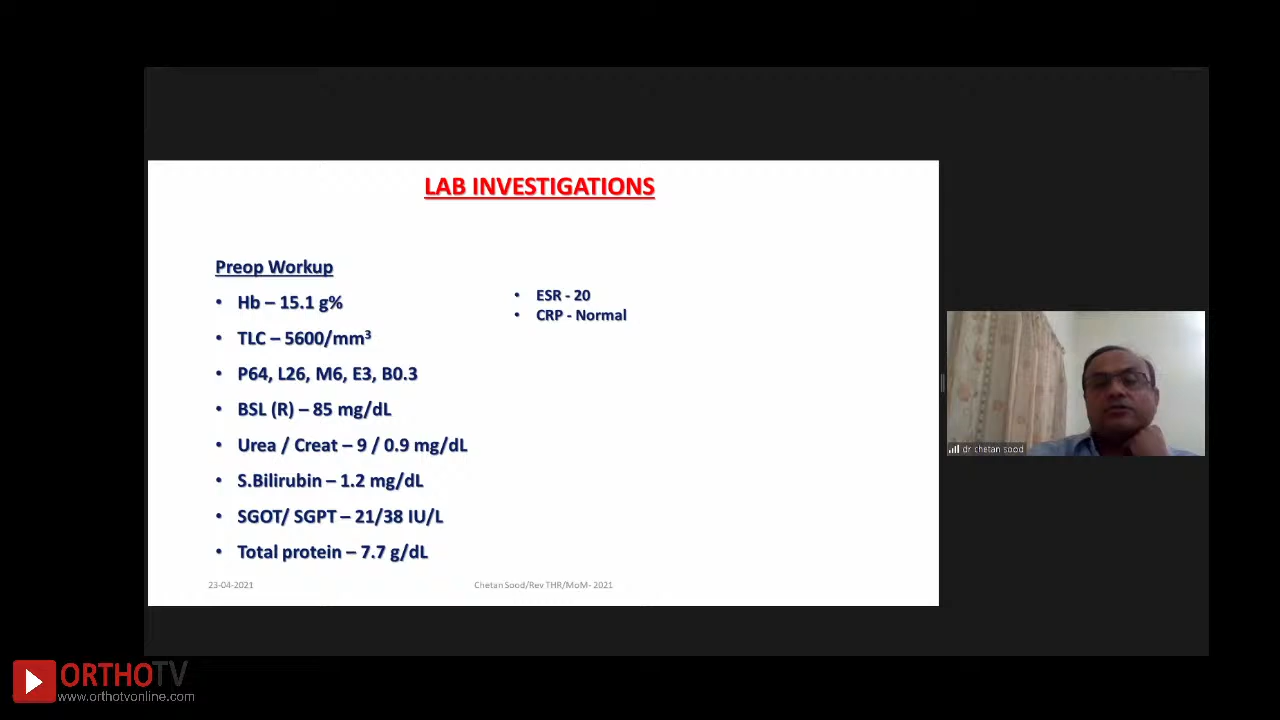 LAB INVESTIGATIONS
Preop Workup
• Hb – 15.1 g%
• TLC – 5600/mm³
• P64, L26, M6, E3, B0.3
• BSL (R) – 85 mg/dL
• Urea / Creat – 9 / 0.9 mg/dL
• S.Bilirubin – 1.2 mg/dL
• SGOT/ SGPT – 21/38 IU/L
• Total protein – 7.7 g/dL
• ESR - 20
• CRP - Normal
23-04-2021
Chetan Sood/Rev THR/MoM- 2021
dr chetan sood
ORTHOTV
www.orthotvonline.com